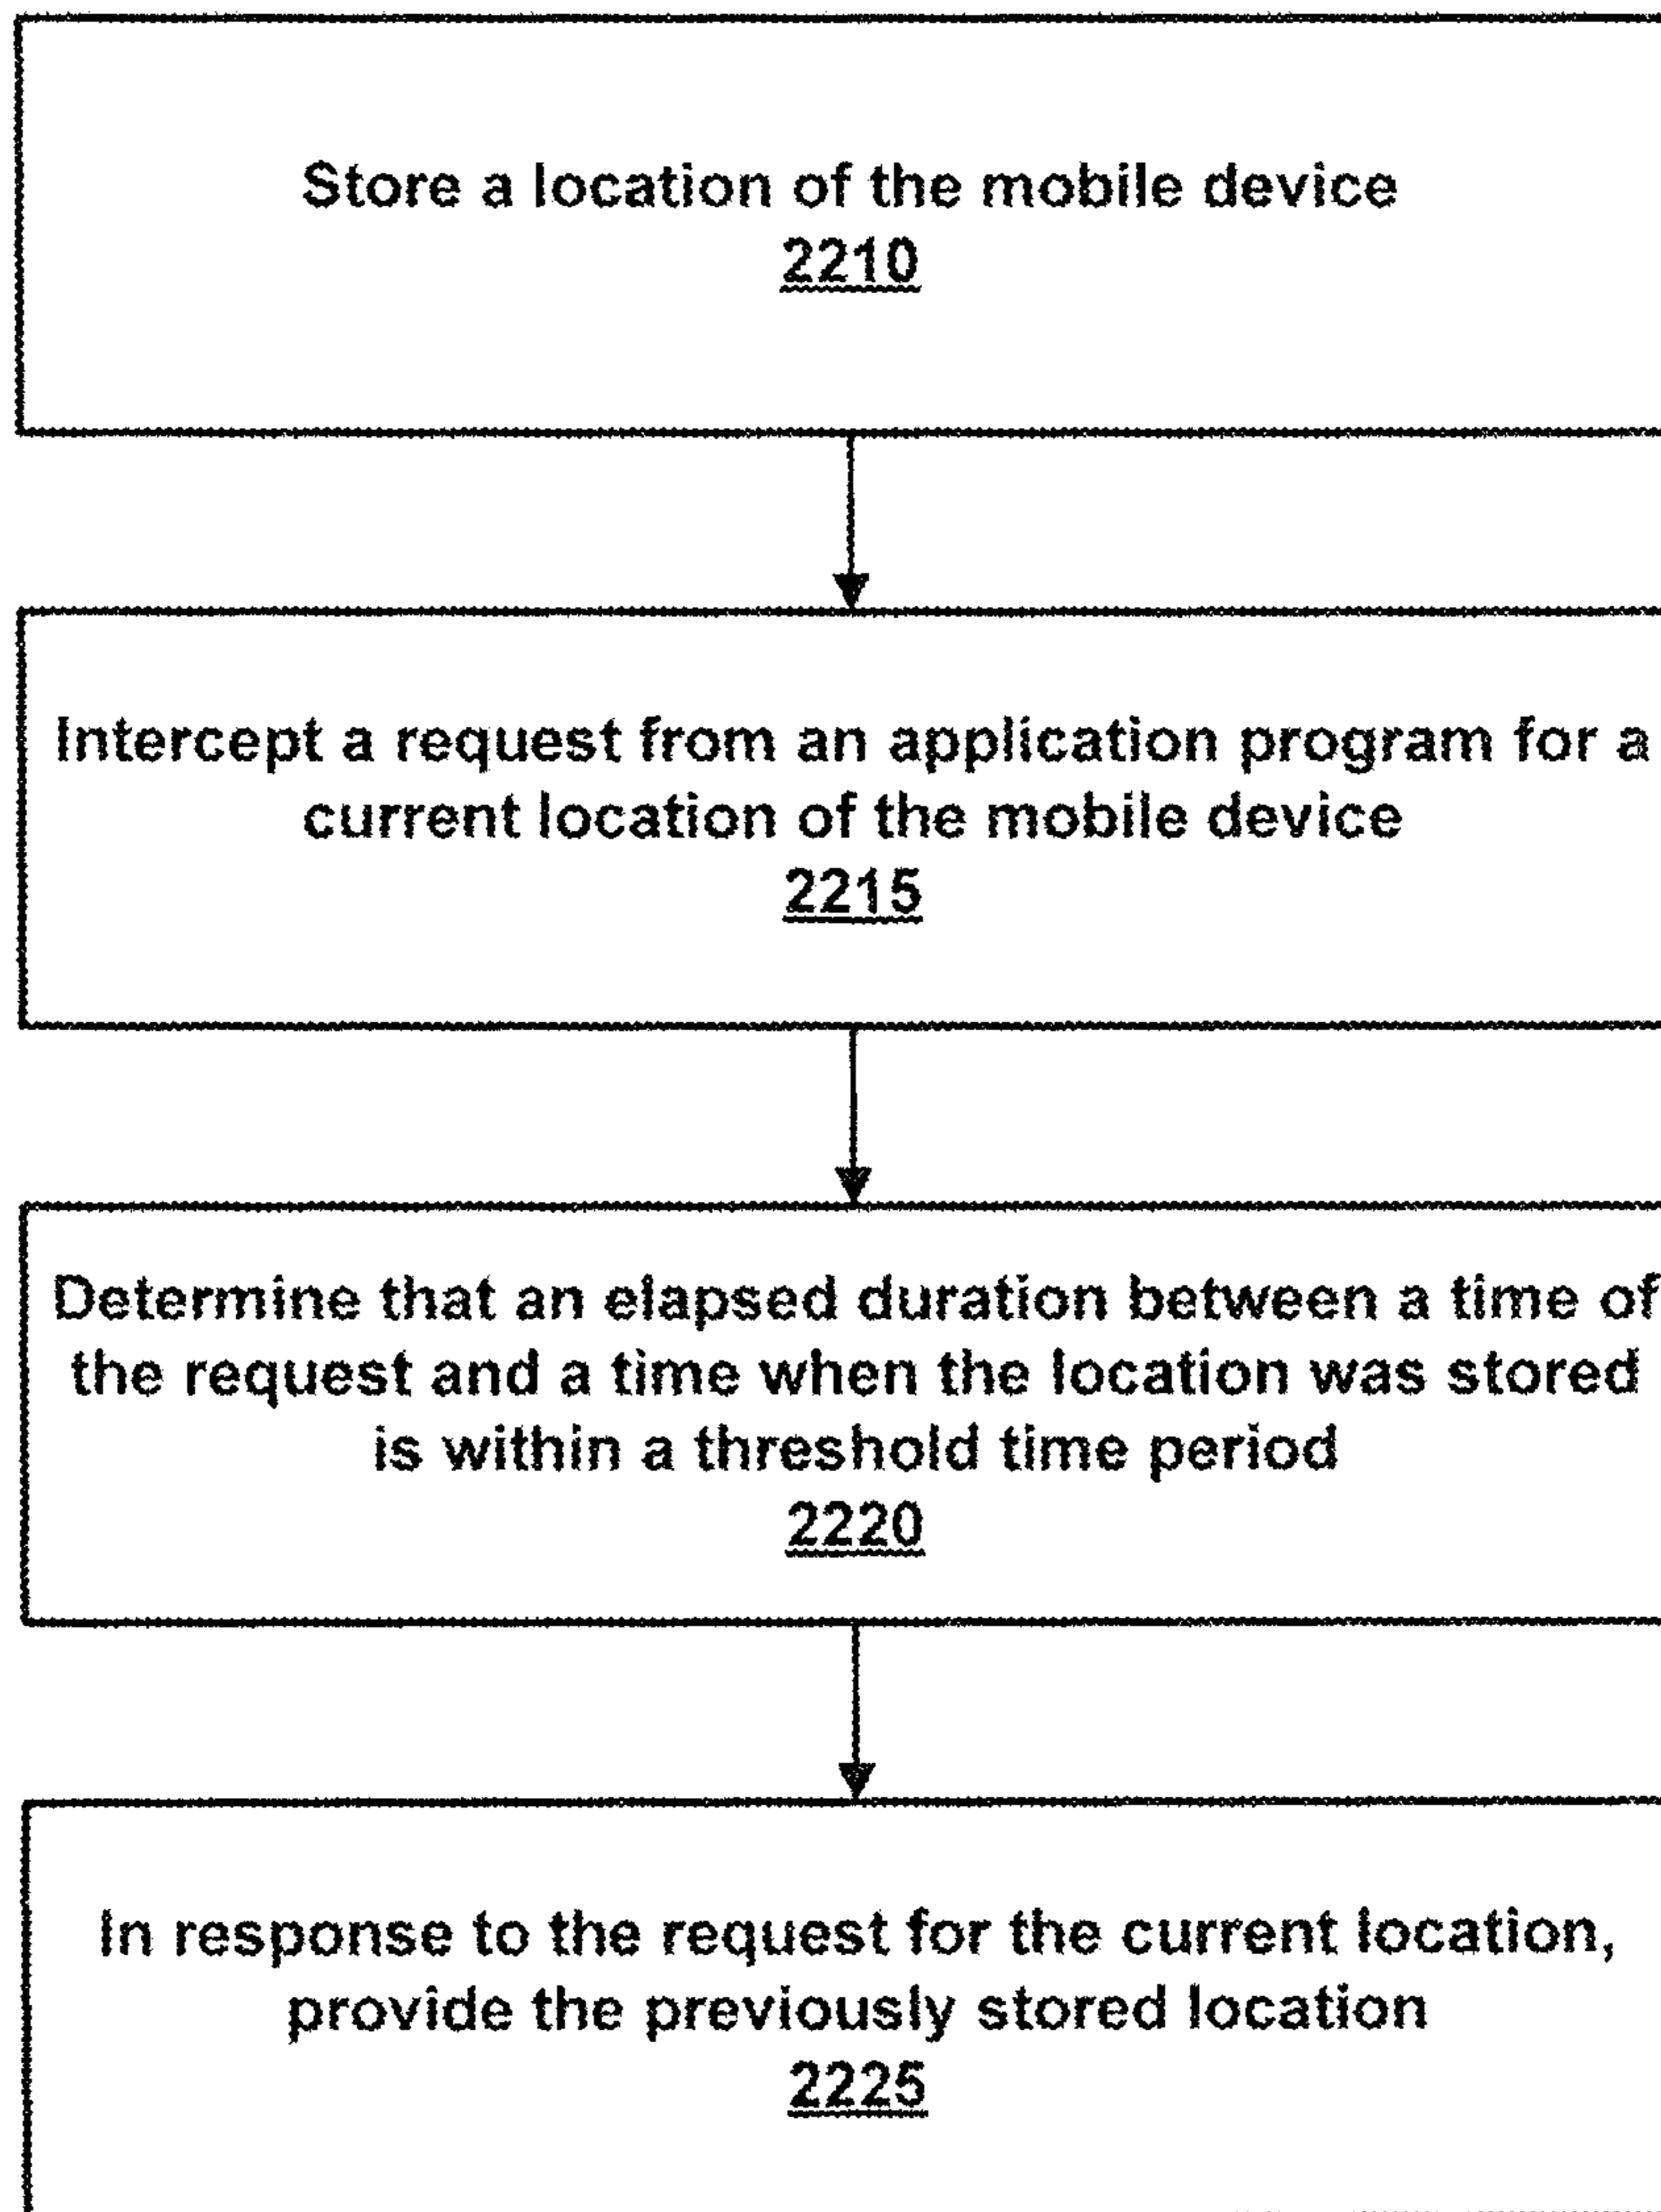 Store a location of the mobile device
2210
Intercept a request from an application program for a
current location of the mobile device
2215
Determine that an elapsed duration between a time of
the request and a time when the location was stored
is within a threshold time period
2220
In response to the request for the current location,
provide the previously stored location
2225